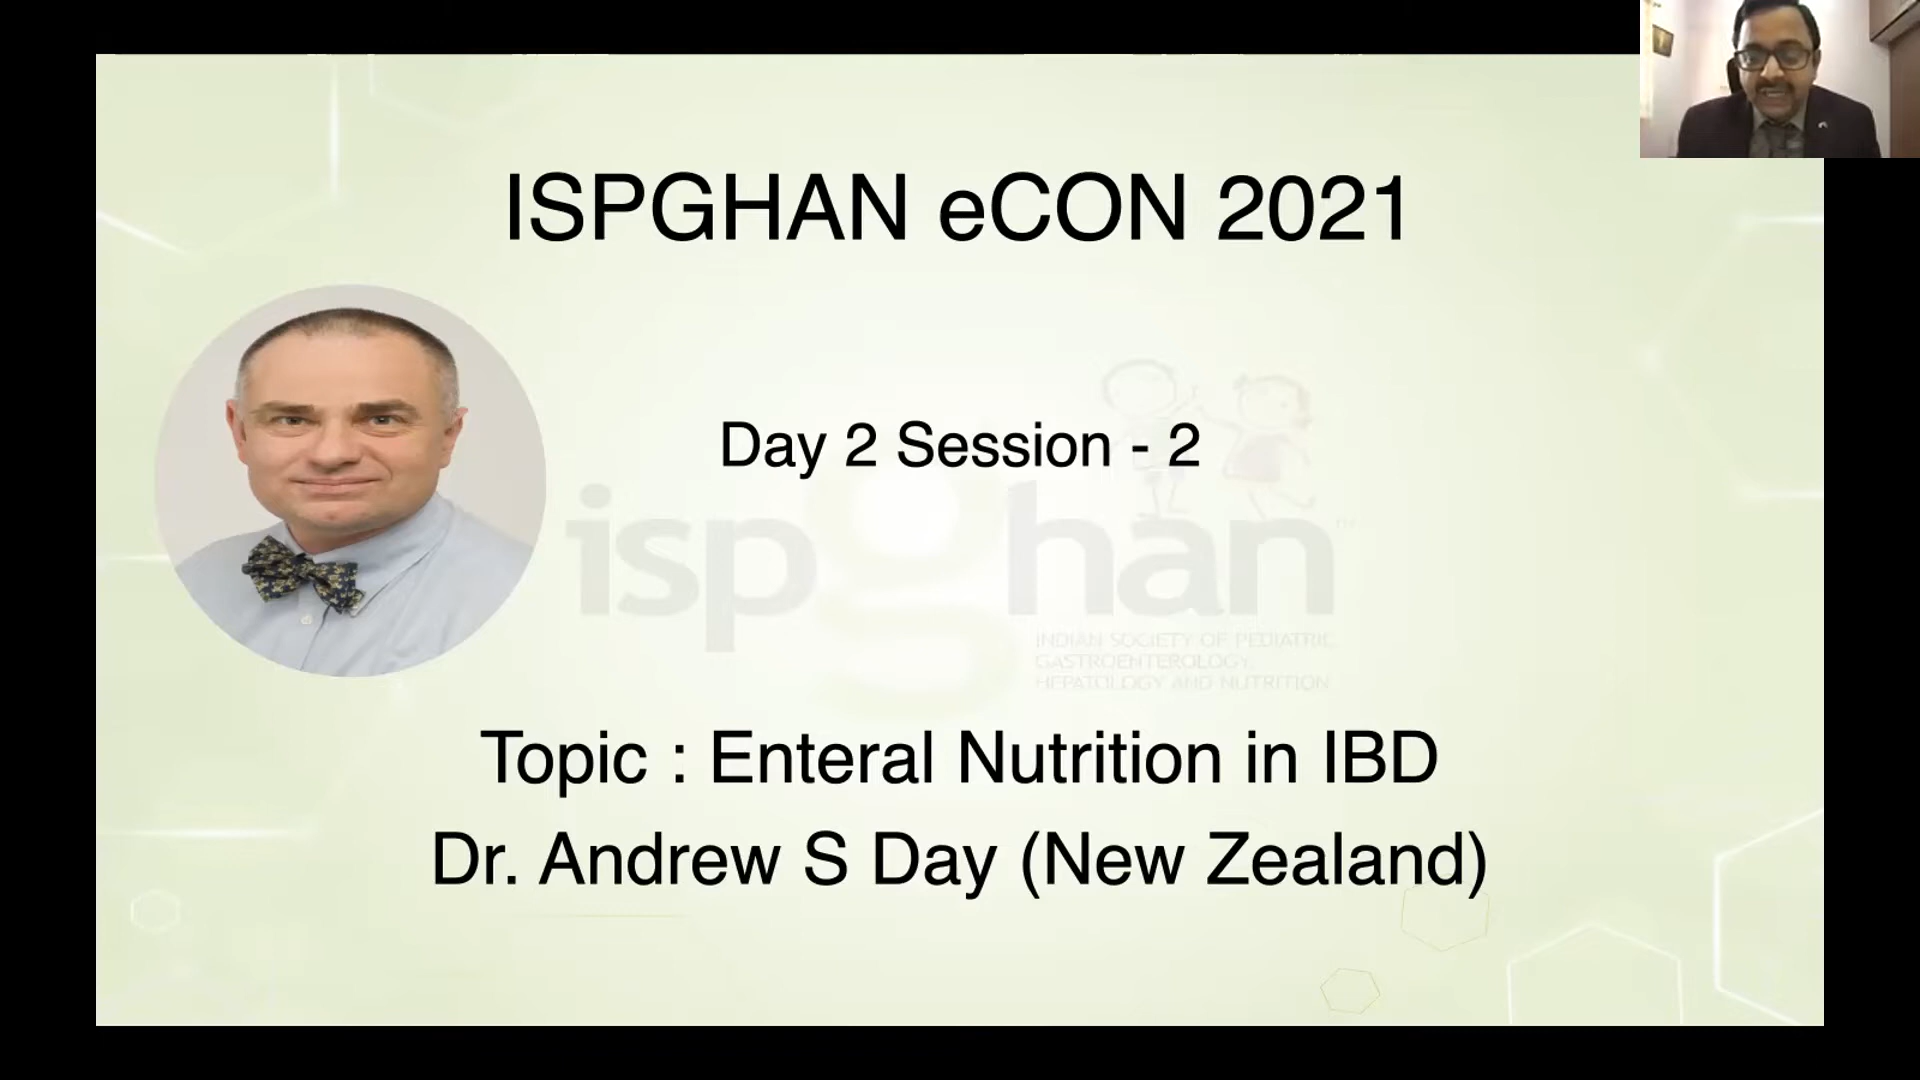 ISPGHAN eCON 2021
Day 2 Session - 2
ispghan™
INDIAN SOCIETY OF PEDIATRIC
GASTROENTEROLOGY,
HEPATOLOGY AND NUTRITION
Topic : Enteral Nutrition in IBD
Dr. Andrew S Day (New Zealand)